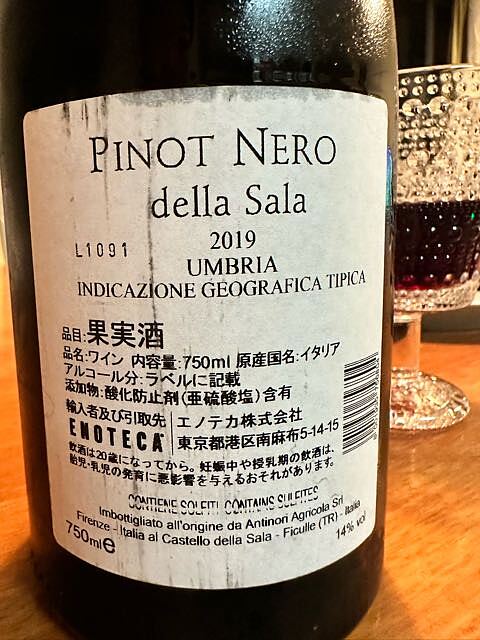 PINOT NERO
della Sala
L1091
2019
UMBRIA
INDICAZIONE GEOGRAFICA TIPICA
品目:果実酒
品名:ワイン 内容量:750ml 原産国名:イタリア
アルコール分:ラベルに記載
添加物:酸化防止剤(亜硫酸塩)含有
輸入者及び引取先 エノテカ株式会社
ENOTECA 東京都港区南麻布5-14-15
飲酒は20歳になってから。妊娠中や授乳期の飲酒は、
胎児・乳児の発育に悪影響を与えるおそれがあります。
CONTIENE SOLFITI, CONTAINS SULFITES
Imbottigliato all'origine da Antinori Agricola Srl
Firenze - Italia al Castello della Sala - Ficulle (TR) - Italia
750ml e 14% vol